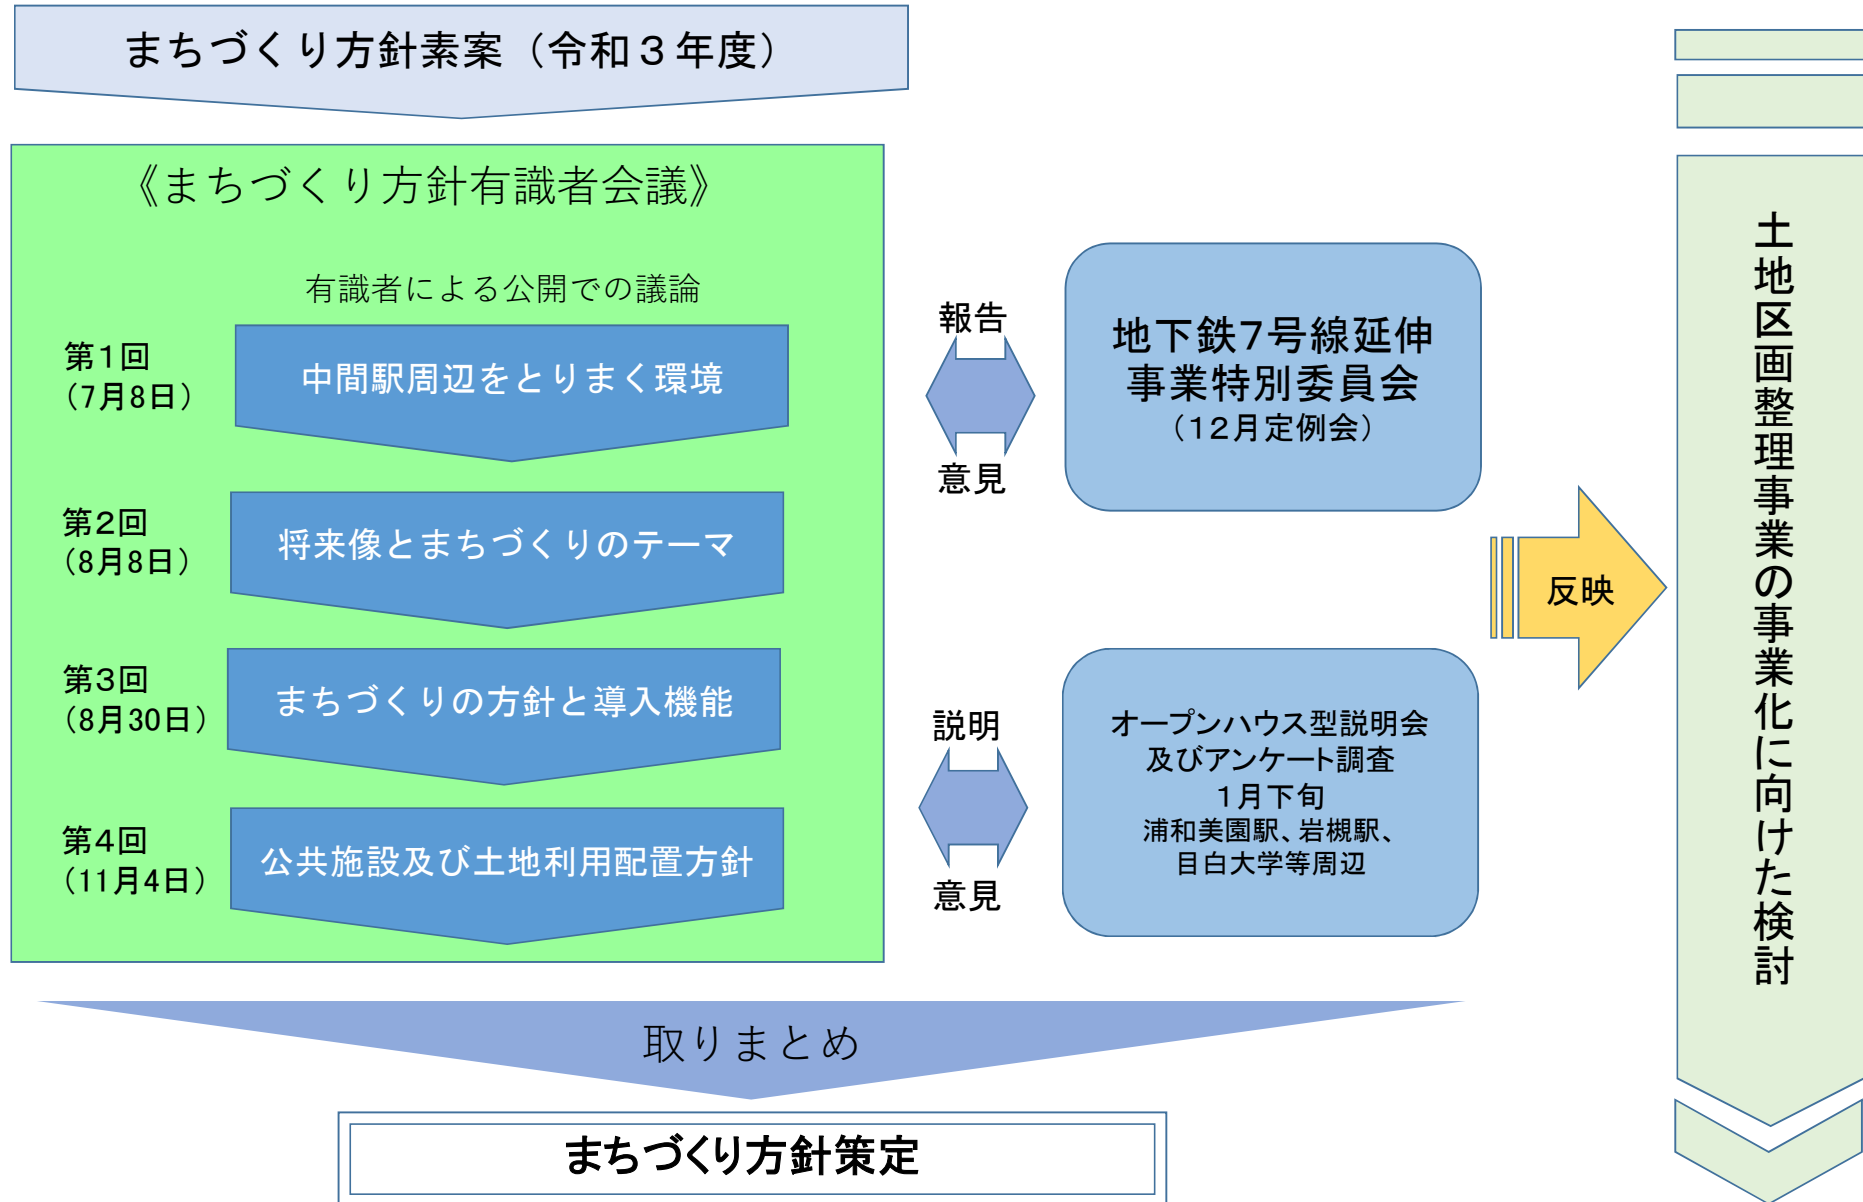 まちづくり方針素案（令和３年度）
《まちづくり方針有識者会議》
有識者による公開での議論
第１回
（7月8日）
中間駅周辺をとりまく環境
第２回
（8月8日）
将来像とまちづくりのテーマ
第３回
（8月30日）
まちづくりの方針と導入機能
第４回
（11月4日）
公共施設及び土地利用配置方針
報告
意見
地下鉄７号線延伸
事業特別委員会
（１２月定例会）
説明
意見
オープンハウス型説明会
及びアンケート調査
１月下旬
浦和美園駅、岩槻駅、
目白大学等周辺
反映
土地区画整理事業の事業化に向けた検討
取りまとめ
まちづくり方針策定